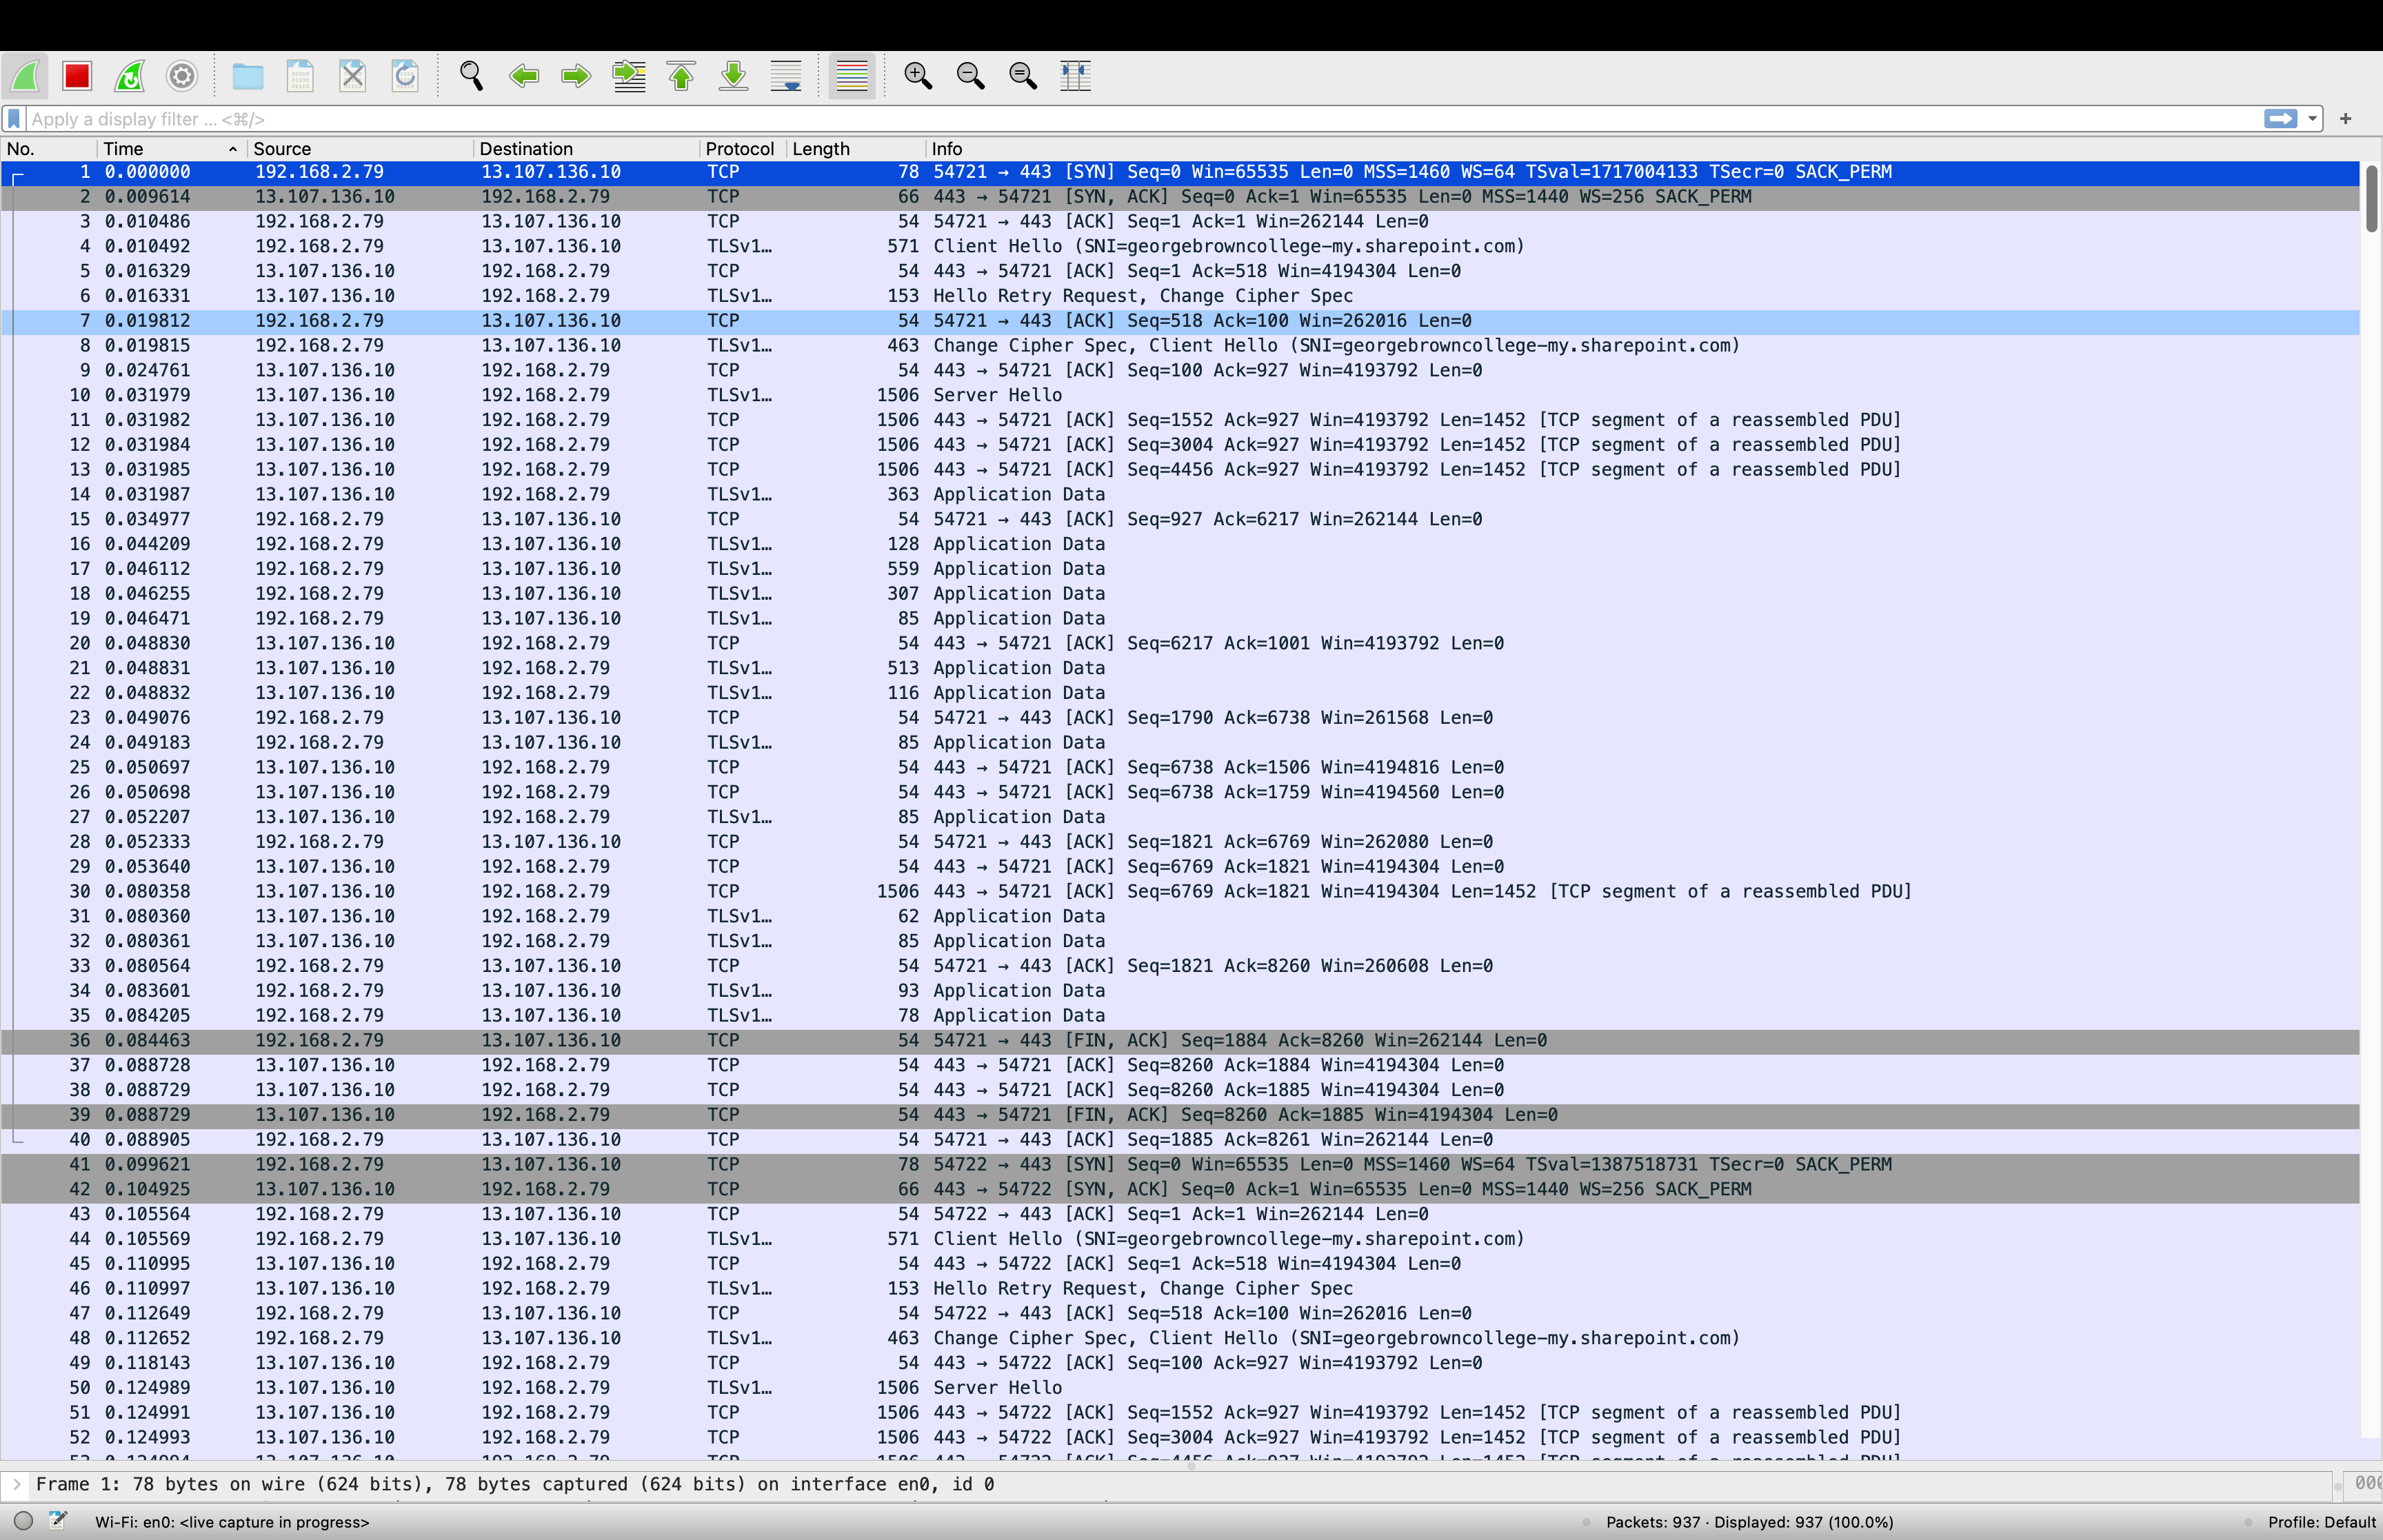 Apply a display filter ... <⌘/>
No. Time Source Destination Protocol Length Info
1 0.000000 192.168.2.79 13.107.136.10 TCP 78 54721 → 443 [SYN] Seq=0 Win=65535 Len=0 MSS=1460 WS=64 TSval=1717004133 TSecr=0 SACK_PERM
2 0.009614 13.107.136.10 192.168.2.79 TCP 66 443 → 54721 [SYN, ACK] Seq=0 Ack=1 Win=65535 Len=0 MSS=1440 WS=256 SACK_PERM
3 0.010486 192.168.2.79 13.107.136.10 TCP 54 54721 → 443 [ACK] Seq=1 Ack=1 Win=262144 Len=0
4 0.010492 192.168.2.79 13.107.136.10 TLSv1… 571 Client Hello (SNI=georgebrowncollege-my.sharepoint.com)
5 0.016329 13.107.136.10 192.168.2.79 TCP 54 443 → 54721 [ACK] Seq=1 Ack=518 Win=4194304 Len=0
6 0.016331 13.107.136.10 192.168.2.79 TLSv1… 153 Hello Retry Request, Change Cipher Spec
7 0.019812 192.168.2.79 13.107.136.10 TCP 54 54721 → 443 [ACK] Seq=518 Ack=100 Win=262016 Len=0
8 0.019815 192.168.2.79 13.107.136.10 TLSv1… 463 Change Cipher Spec, Client Hello (SNI=georgebrowncollege-my.sharepoint.com)
9 0.024761 13.107.136.10 192.168.2.79 TCP 54 443 → 54721 [ACK] Seq=100 Ack=927 Win=4193792 Len=0
10 0.031979 13.107.136.10 192.168.2.79 TLSv1… 1506 Server Hello
11 0.031982 13.107.136.10 192.168.2.79 TCP 1506 443 → 54721 [ACK] Seq=1552 Ack=927 Win=4193792 Len=1452 [TCP segment of a reassembled PDU]
12 0.031984 13.107.136.10 192.168.2.79 TCP 1506 443 → 54721 [ACK] Seq=3004 Ack=927 Win=4193792 Len=1452 [TCP segment of a reassembled PDU]
13 0.031985 13.107.136.10 192.168.2.79 TCP 1506 443 → 54721 [ACK] Seq=4456 Ack=927 Win=4193792 Len=1452 [TCP segment of a reassembled PDU]
14 0.031987 13.107.136.10 192.168.2.79 TLSv1… 363 Application Data
15 0.034977 192.168.2.79 13.107.136.10 TCP 54 54721 → 443 [ACK] Seq=927 Ack=6217 Win=262144 Len=0
16 0.044209 192.168.2.79 13.107.136.10 TLSv1… 128 Application Data
17 0.046112 192.168.2.79 13.107.136.10 TLSv1… 559 Application Data
18 0.046255 192.168.2.79 13.107.136.10 TLSv1… 307 Application Data
19 0.046471 192.168.2.79 13.107.136.10 TLSv1… 85 Application Data
20 0.048830 13.107.136.10 192.168.2.79 TCP 54 443 → 54721 [ACK] Seq=6217 Ack=1001 Win=4193792 Len=0
21 0.048831 13.107.136.10 192.168.2.79 TLSv1… 513 Application Data
22 0.048832 13.107.136.10 192.168.2.79 TLSv1… 116 Application Data
23 0.049076 192.168.2.79 13.107.136.10 TCP 54 54721 → 443 [ACK] Seq=1790 Ack=6738 Win=261568 Len=0
24 0.049183 192.168.2.79 13.107.136.10 TLSv1… 85 Application Data
25 0.050697 13.107.136.10 192.168.2.79 TCP 54 443 → 54721 [ACK] Seq=6738 Ack=1506 Win=4194816 Len=0
26 0.050698 13.107.136.10 192.168.2.79 TCP 54 443 → 54721 [ACK] Seq=6738 Ack=1759 Win=4194560 Len=0
27 0.052207 13.107.136.10 192.168.2.79 TLSv1… 85 Application Data
28 0.052333 192.168.2.79 13.107.136.10 TCP 54 54721 → 443 [ACK] Seq=1821 Ack=6769 Win=262080 Len=0
29 0.053640 13.107.136.10 192.168.2.79 TCP 54 443 → 54721 [ACK] Seq=6769 Ack=1821 Win=4194304 Len=0
30 0.080358 13.107.136.10 192.168.2.79 TCP 1506 443 → 54721 [ACK] Seq=6769 Ack=1821 Win=4194304 Len=1452 [TCP segment of a reassembled PDU]
31 0.080360 13.107.136.10 192.168.2.79 TLSv1… 62 Application Data
32 0.080361 13.107.136.10 192.168.2.79 TLSv1… 85 Application Data
33 0.080564 192.168.2.79 13.107.136.10 TCP 54 54721 → 443 [ACK] Seq=1821 Ack=8260 Win=260608 Len=0
34 0.083601 192.168.2.79 13.107.136.10 TLSv1… 93 Application Data
35 0.084205 192.168.2.79 13.107.136.10 TLSv1… 78 Application Data
36 0.084463 192.168.2.79 13.107.136.10 TCP 54 54721 → 443 [FIN, ACK] Seq=1884 Ack=8260 Win=262144 Len=0
37 0.088728 13.107.136.10 192.168.2.79 TCP 54 443 → 54721 [ACK] Seq=8260 Ack=1884 Win=4194304 Len=0
38 0.088729 13.107.136.10 192.168.2.79 TCP 54 443 → 54721 [ACK] Seq=8260 Ack=1885 Win=4194304 Len=0
39 0.088729 13.107.136.10 192.168.2.79 TCP 54 443 → 54721 [FIN, ACK] Seq=8260 Ack=1885 Win=4194304 Len=0
40 0.088905 192.168.2.79 13.107.136.10 TCP 54 54721 → 443 [ACK] Seq=1885 Ack=8261 Win=262144 Len=0
41 0.099621 192.168.2.79 13.107.136.10 TCP 78 54722 → 443 [SYN] Seq=0 Win=65535 Len=0 MSS=1460 WS=64 TSval=1387518731 TSecr=0 SACK_PERM
42 0.104925 13.107.136.10 192.168.2.79 TCP 66 443 → 54722 [SYN, ACK] Seq=0 Ack=1 Win=65535 Len=0 MSS=1440 WS=256 SACK_PERM
43 0.105564 192.168.2.79 13.107.136.10 TCP 54 54722 → 443 [ACK] Seq=1 Ack=1 Win=262144 Len=0
44 0.105569 192.168.2.79 13.107.136.10 TLSv1… 571 Client Hello (SNI=georgebrowncollege-my.sharepoint.com)
45 0.110995 13.107.136.10 192.168.2.79 TCP 54 443 → 54722 [ACK] Seq=1 Ack=518 Win=4194304 Len=0
46 0.110997 13.107.136.10 192.168.2.79 TLSv1… 153 Hello Retry Request, Change Cipher Spec
47 0.112649 192.168.2.79 13.107.136.10 TCP 54 54722 → 443 [ACK] Seq=518 Ack=100 Win=262016 Len=0
48 0.112652 192.168.2.79 13.107.136.10 TLSv1… 463 Change Cipher Spec, Client Hello (SNI=georgebrowncollege-my.sharepoint.com)
49 0.118143 13.107.136.10 192.168.2.79 TCP 54 443 → 54722 [ACK] Seq=100 Ack=927 Win=4193792 Len=0
50 0.124989 13.107.136.10 192.168.2.79 TLSv1… 1506 Server Hello
51 0.124991 13.107.136.10 192.168.2.79 TCP 1506 443 → 54722 [ACK] Seq=1552 Ack=927 Win=4193792 Len=1452 [TCP segment of a reassembled PDU]
52 0.124993 13.107.136.10 192.168.2.79 TCP 1506 443 → 54722 [ACK] Seq=3004 Ack=927 Win=4193792 Len=1452 [TCP segment of a reassembled PDU]
Frame 1: 78 bytes on wire (624 bits), 78 bytes captured (624 bits) on interface en0, id 0
Wi-Fi: en0: <live capture in progress> Packets: 937 · Displayed: 937 (100.0%) Profile: Default